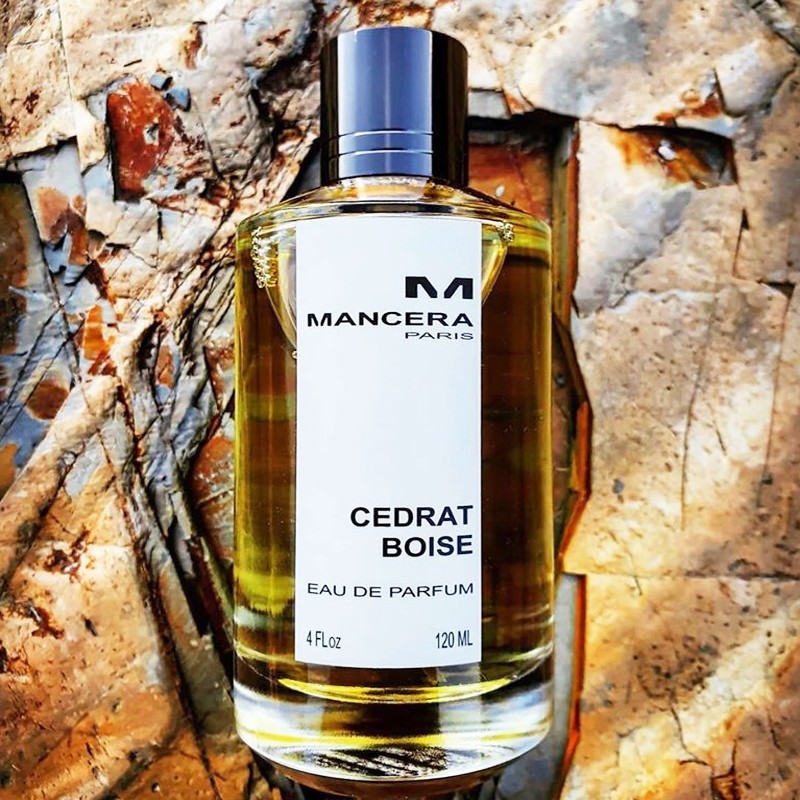 M
MANCERA
PARIS
CEDRAT
BOISE
EAU DE PARFUM
4 FLoz 120 ML